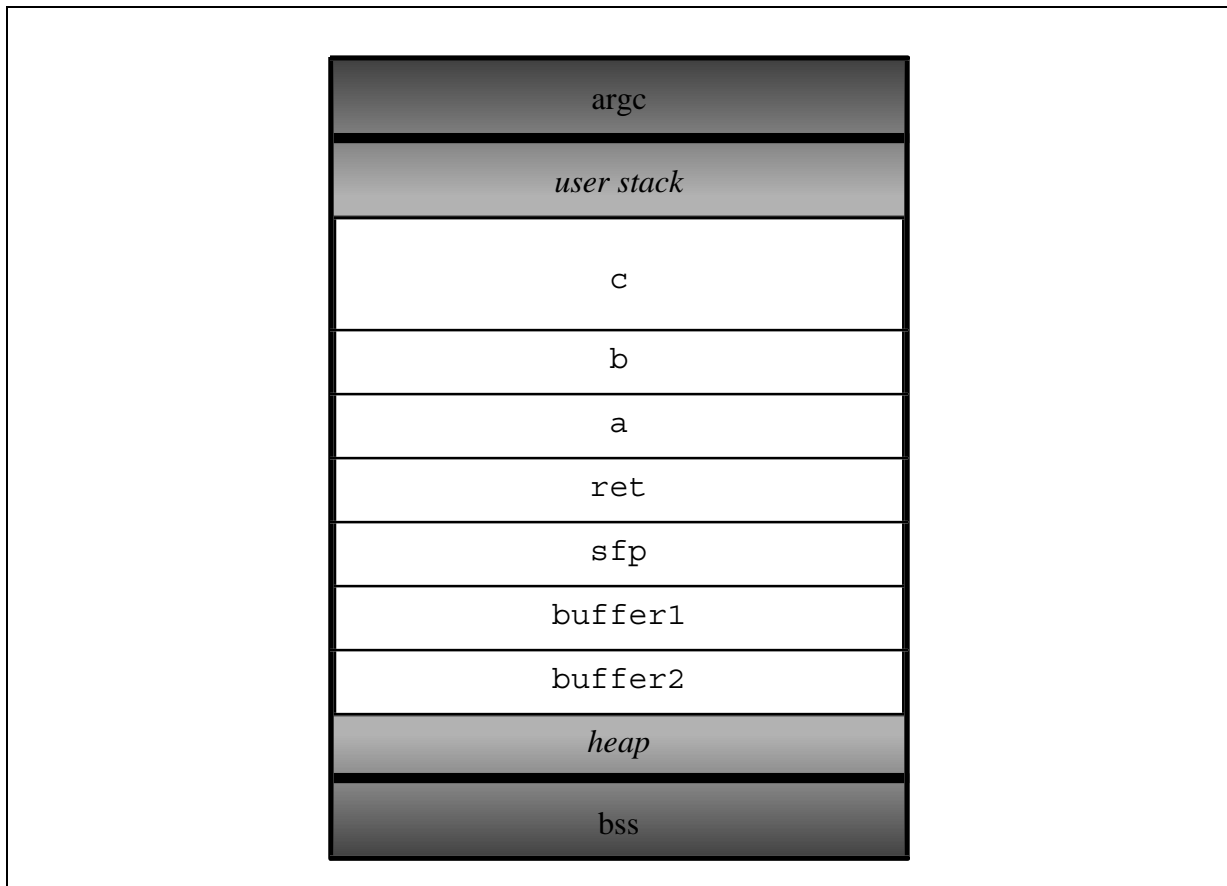 argc
user stack
c
b
a
ret
sfp
buffer1
buffer2
heap
bss